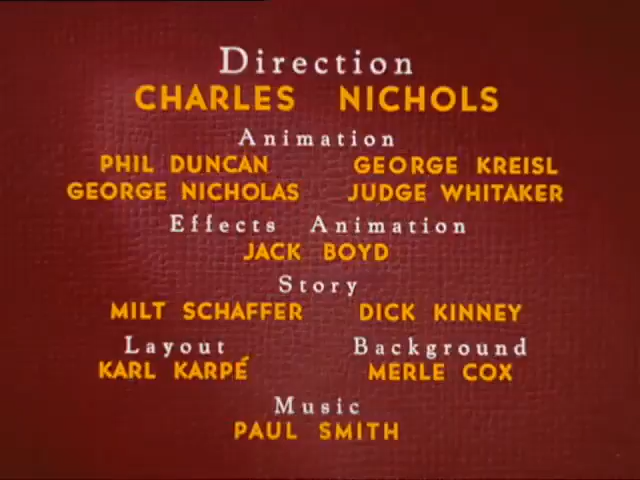 Direction
CHARLES NICHOLS
Animation
PHIL DUNCAN GEORGE KREISL
GEORGE NICHOLAS JUDGE WHITAKER
Effects Animation
JACK BOYD
Story
MILT SCHAFFER DICK KINNEY
Layout Background
KARL KARPÉ MERLE COX
Music
PAUL SMITH